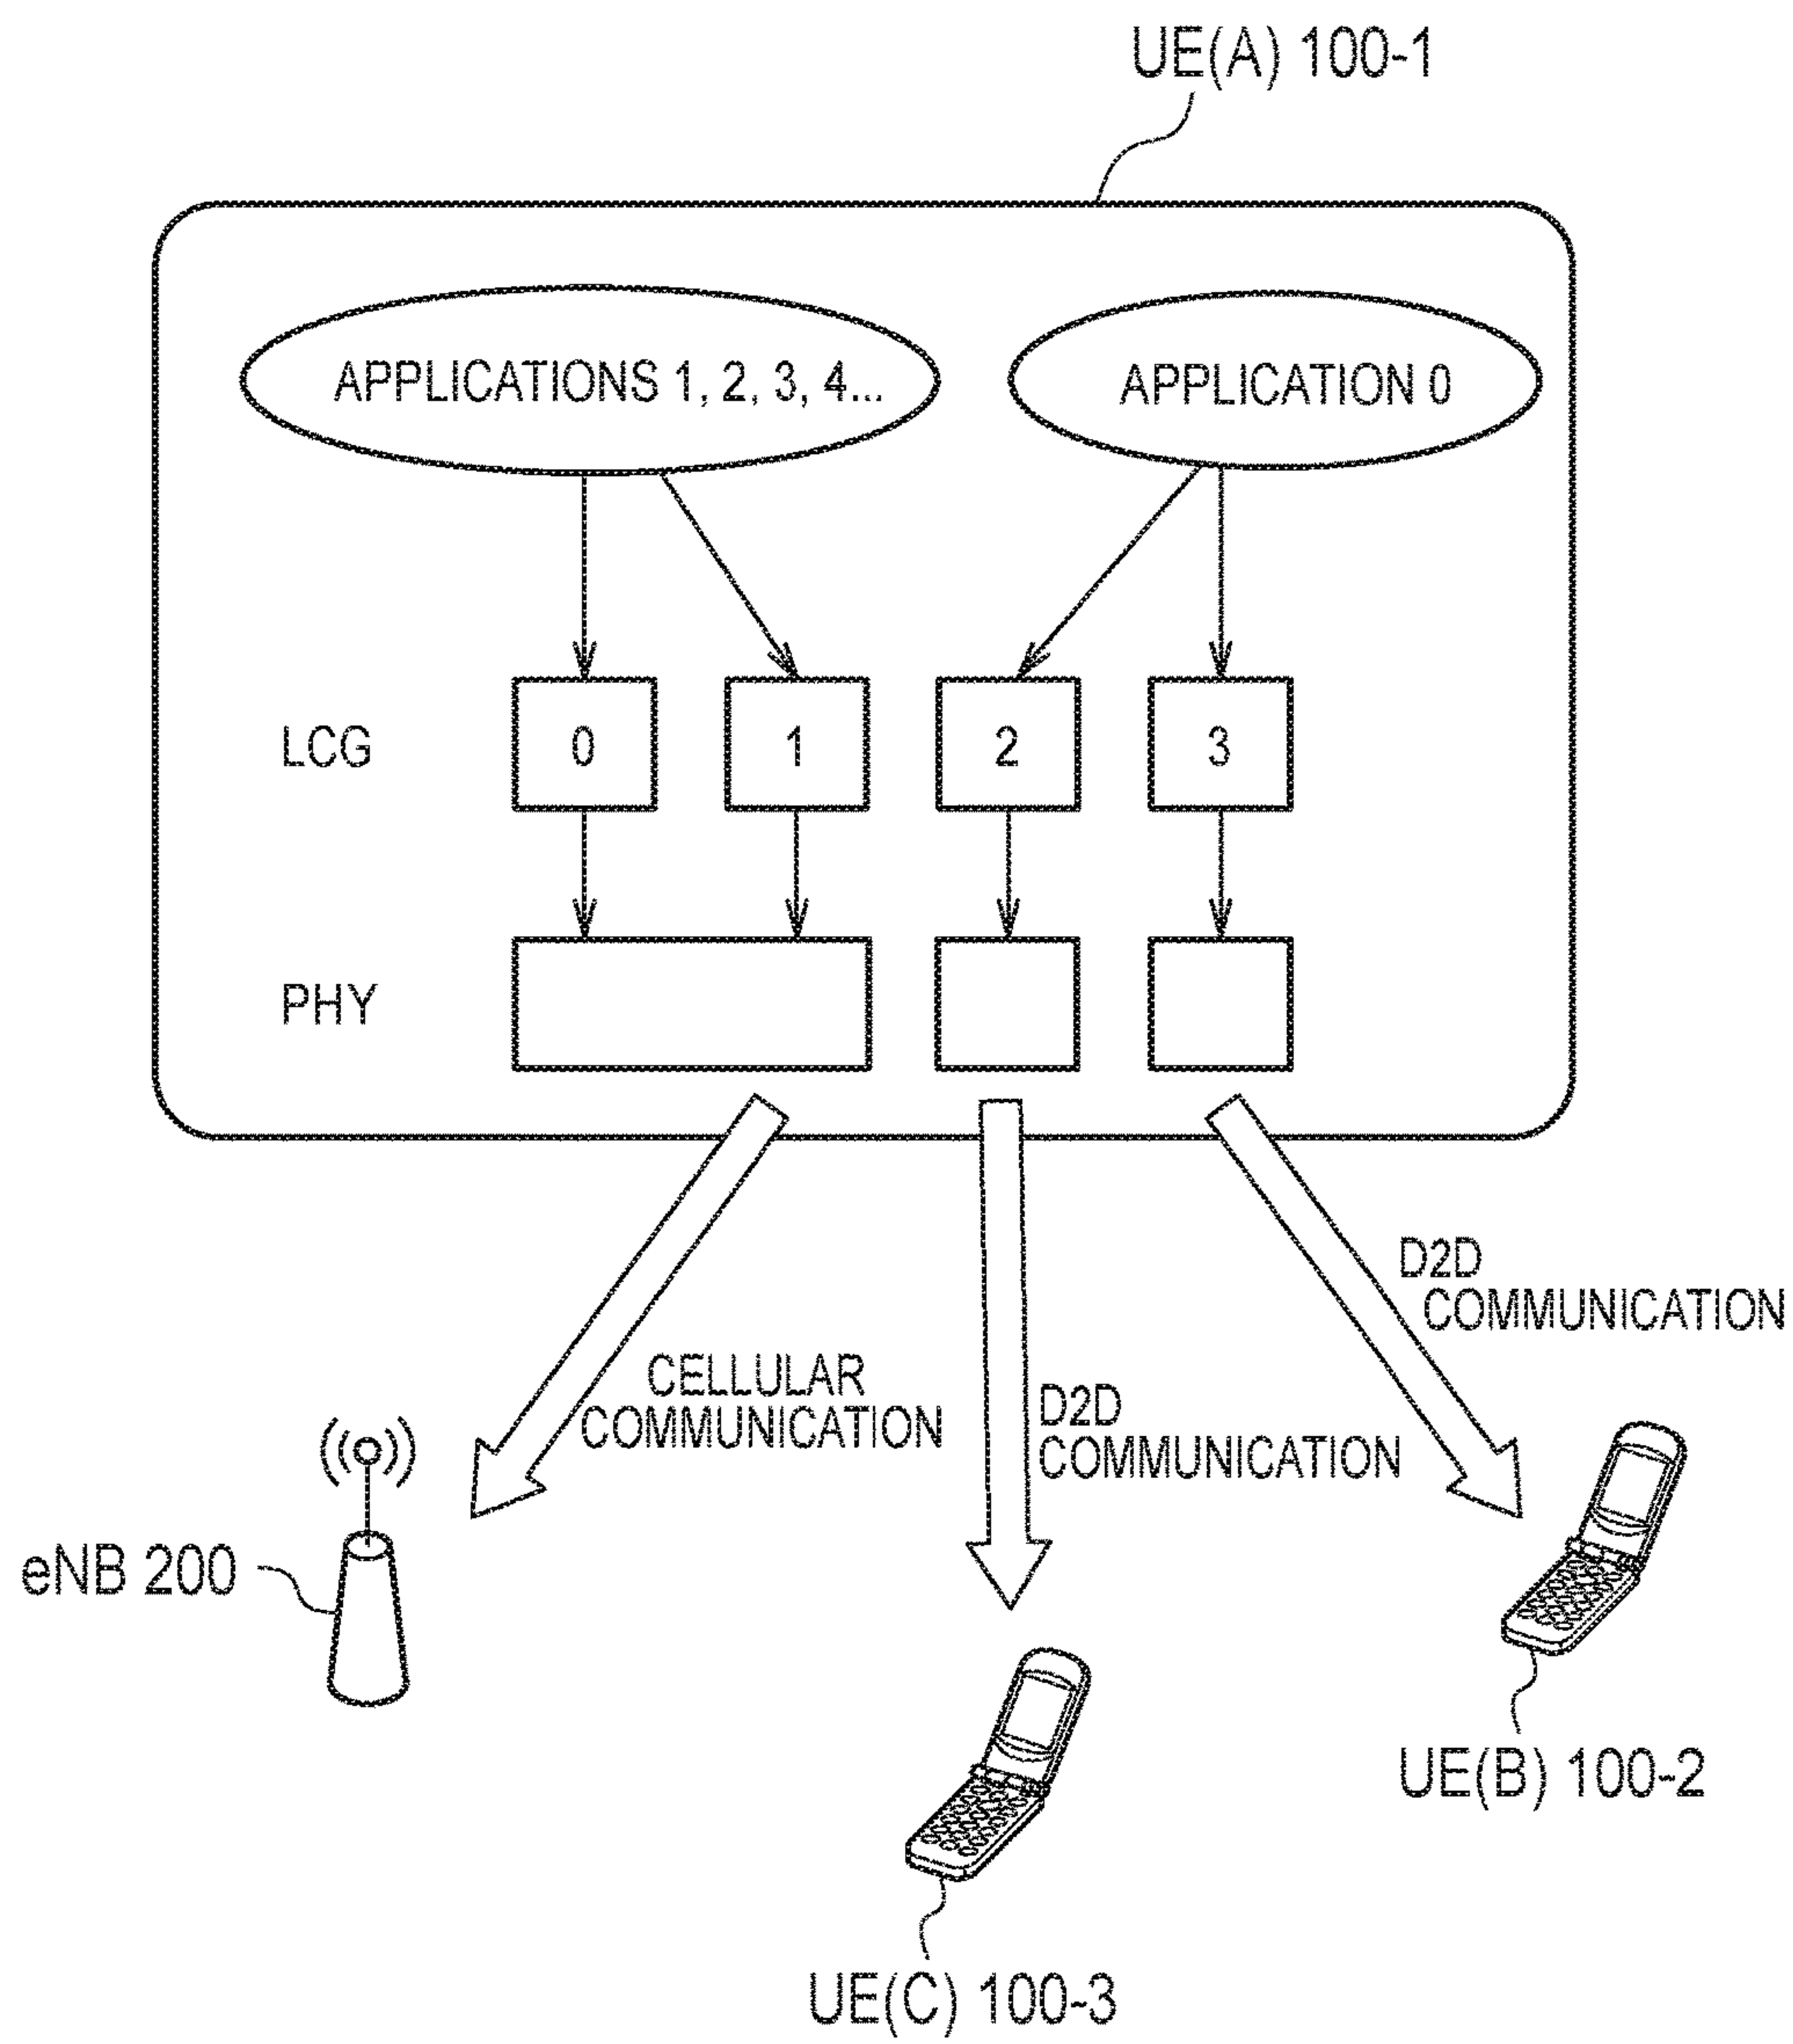 UE(A) 100-1
APPLICATIONS 1, 2, 3, 4...
APPLICATION 0
LCG
0
1
2
3
PHY
D2D
COMMUNICATION
CELLULAR
COMMUNICATION
D2D
COMMUNICATION
eNB 200
UE(B) 100-2
UE(C) 100-3